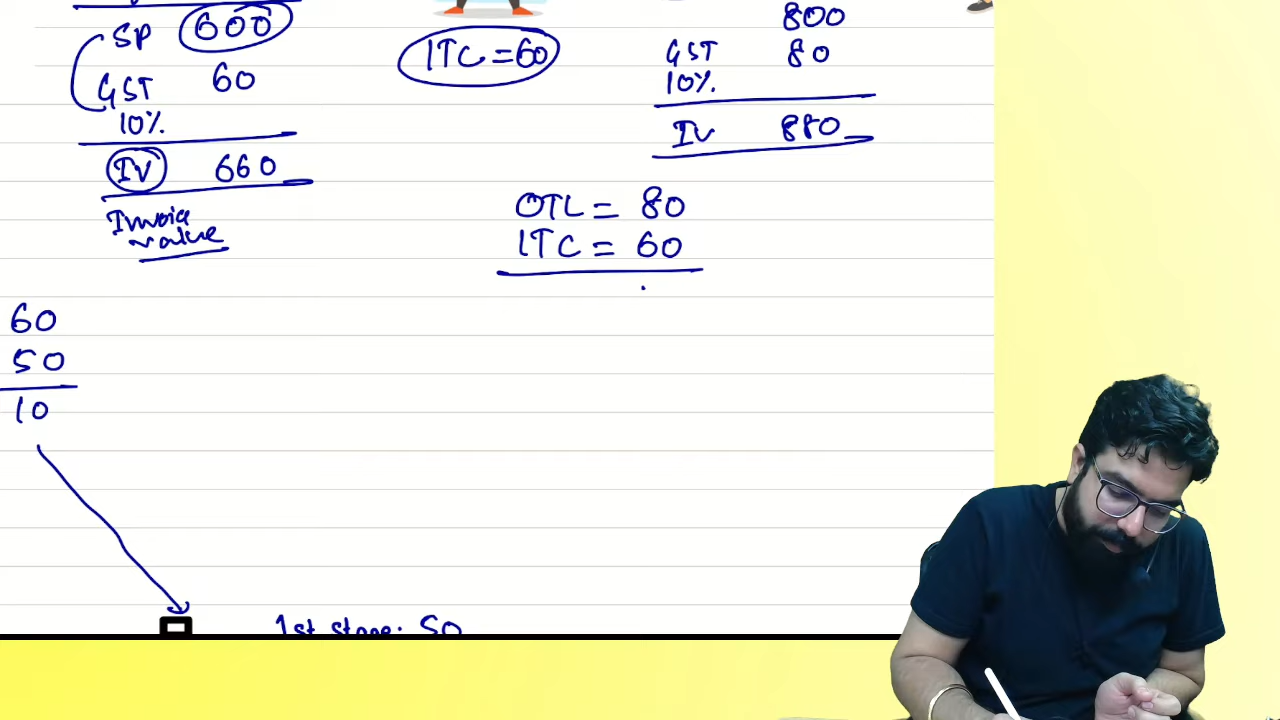 SP 600
GST 60
10%
IV 660
Invoice
value
ITC = 60
800
GST 80
10%.
IV 880
OTL = 80
ITC = 60
60
50
10
1st stage: 50